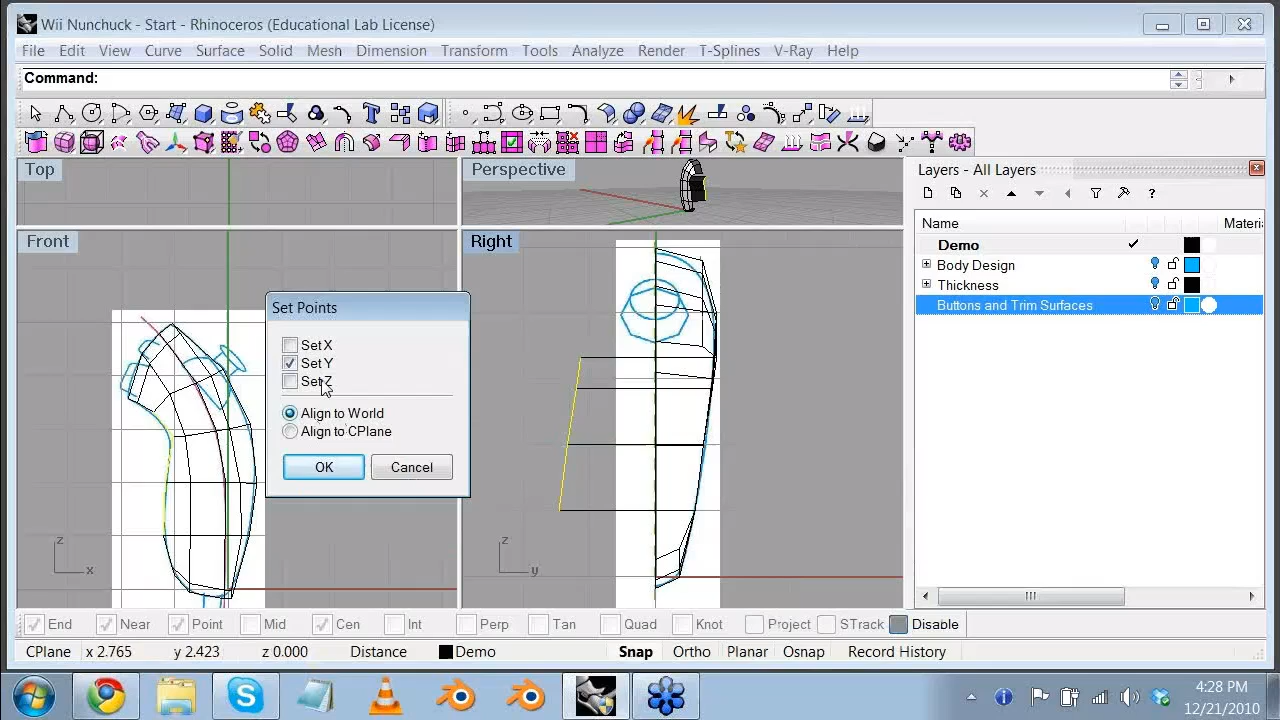 Wii Nunchuck - Start - Rhinoceros (Educational Lab License)
File Edit View Curve Surface Solid Mesh Dimension Transform Tools Analyze Render T-Splines V-Ray Help
Command:
Top
Perspective
Layers - All Layers
?
Name Materi
Demo
Body Design
Thickness
Buttons and Trim Surfaces
Front
Right
Set Points
Set X
Set Y
Set Z
Align to World
Align to CPlane
OK Cancel
z
x
z
y
End Near Point Mid Cen Int Perp Tan Quad Knot Project STrack Disable
CPlane x 2.765 y 2.423 z 0.000 Distance Demo Snap Ortho Planar Osnap Record History
4:28 PM
12/21/2010